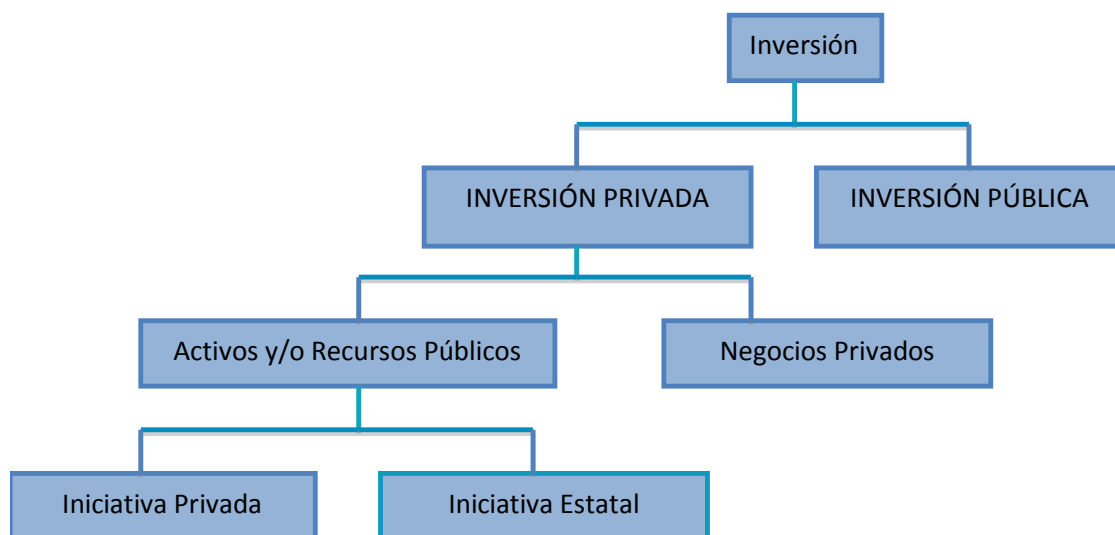 Inversión
INVERSIÓN PRIVADA
INVERSIÓN PÚBLICA
Activos y/o Recursos Públicos
Negocios Privados
Iniciativa Privada
Iniciativa Estatal